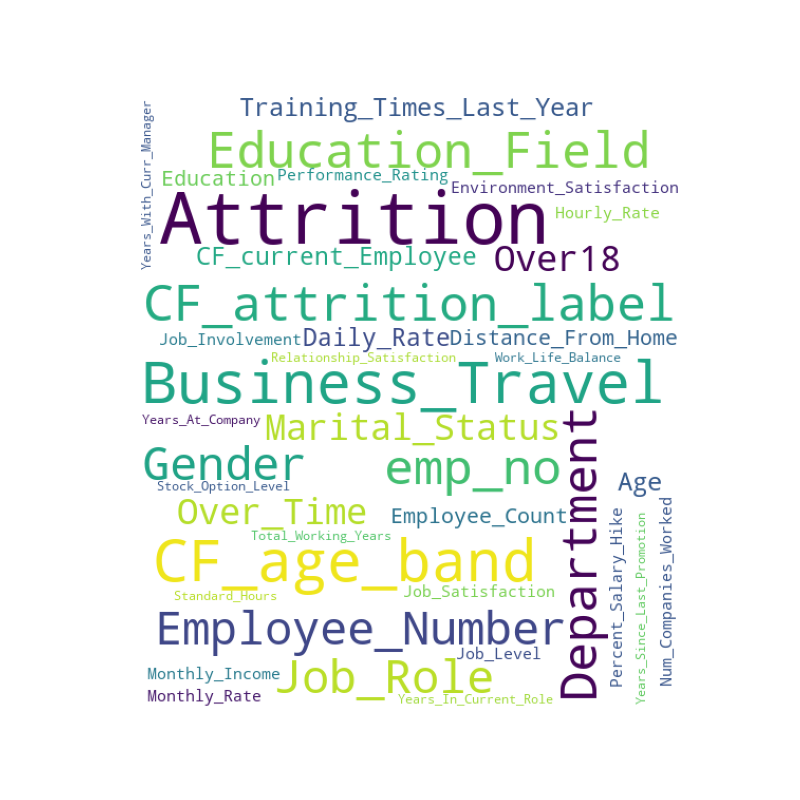 Training_Times_Last_Year
Years_With_Curr_Manager
Education_Field
Education
Performance_Rating
Environment_Satisfaction
Attrition
Hourly_Rate
CF_current_Employee
Over18
CF_attrition_label
Job_Involvement
Daily_Rate
Distance_From_Home
Relationship_Satisfaction
Work_Life_Balance
Business_Travel
Years_At_Company
Marital_Status
Department
Gender
emp_no
Stock_Option_Level
Age
Over_Time
Employee_Count
Total_Working_Years
CF_age_band
Percent_Salary_Hike
Years_Since_Last_Promotion
Num_Companies_Worked
Standard_Hours
Job_Satisfaction
Employee_Number
Job_Level
Monthly_Income
Job_Role
Monthly_Rate
Years_In_Current_Role